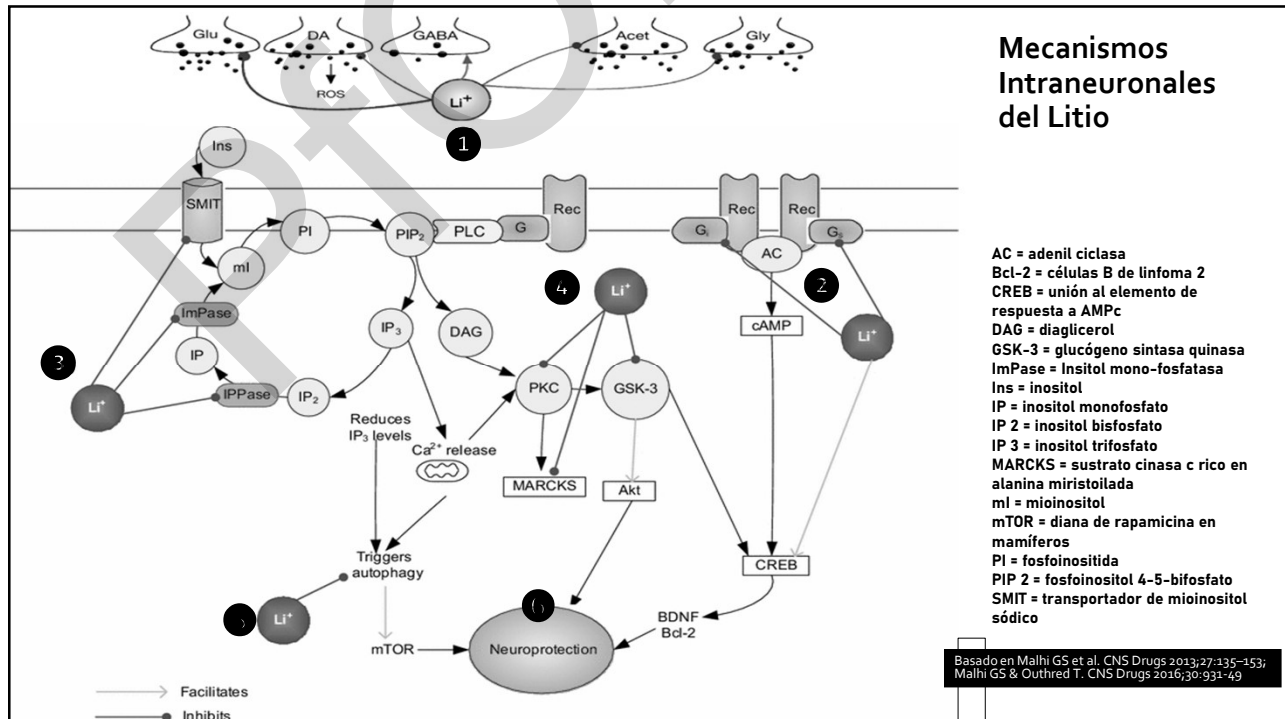 Glu
DA
GABA
Acet
Gly
ROS
Li+
1
Mecanismos
Intraneuronales
del Litio
Ins
SMIT
mI
PI
PIP2
PLC
G
Rec
Rec
Rec
Gi
Gs
AC
2
ImPase
IP
IPPase
IP2
IP3
DAG
4
Li+
cAMP
Li+
3
Li+
PKC
GSK-3
Reduces
IP3 levels
Ca2+ release
MARCKS
Akt
Triggers
autophagy
CREB
Li+
6
mTOR
Neuroprotection
BDNF
Bcl-2
Facilitates
Inhibits
AC = adenil ciclasa
Bcl-2 = células B de linfoma 2
CREB = unión al elemento de
respuesta a AMPc
DAG = diaglicerol
GSK-3 = glucógeno sintasa quinasa
ImPase = Insitol mono-fosfatasa
Ins = inositol
IP = inositol monofosfato
IP 2 = inositol bisfosfato
IP 3 = inositol trifosfato
MARCKS = sustrato cinasa c rico en
alanina miristoilada
mI = mioinositol
mTOR = diana de rapamicina en
mamíferos
PI = fosfoinositida
PIP 2 = fosfoinositol 4-5-bifosfato
SMIT = transportador de mioinositol
sódico
Basado en Malhi GS et al. CNS Drugs 2013;27:135–153;
Malhi GS & Outhred T. CNS Drugs 2016;30:931-49